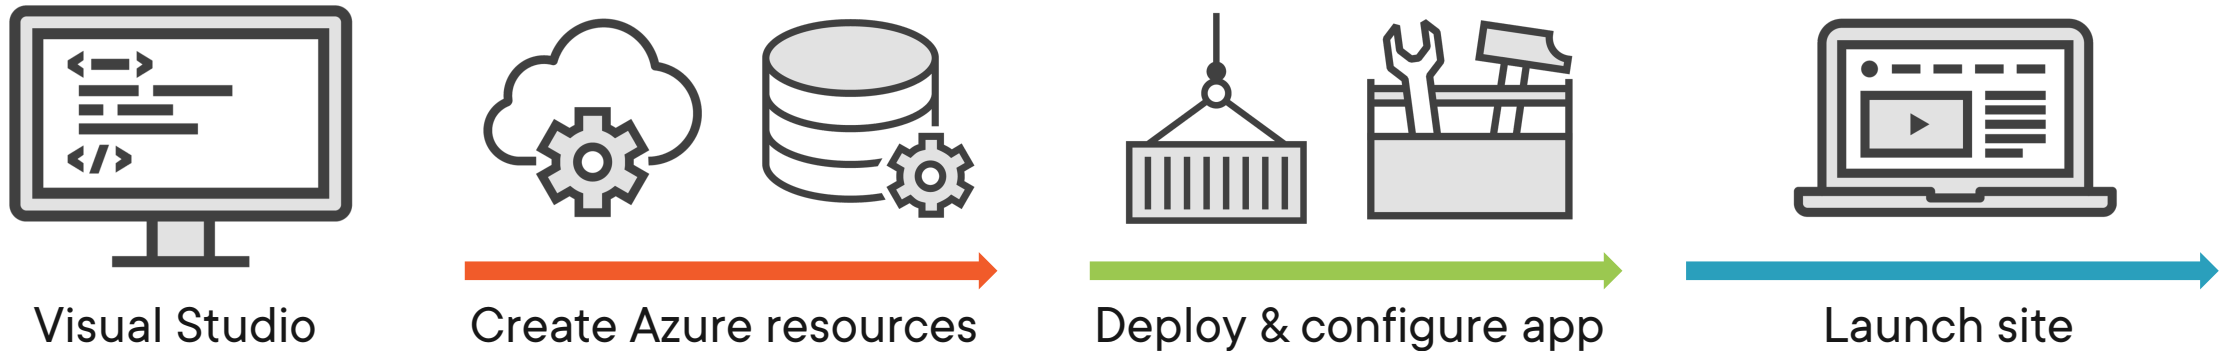 Visual Studio
Create Azure resources
Deploy & configure app
Launch site